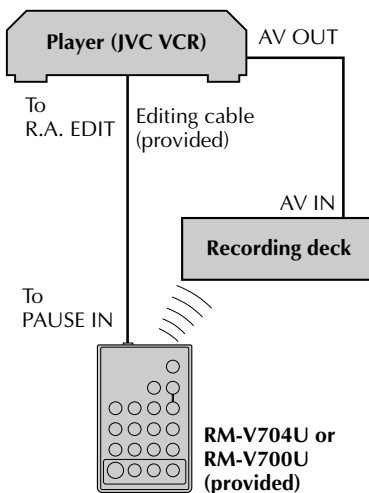 Player (JVC VCR)
AV OUT
To
R.A. EDIT
Editing cable
(provided)
AV IN
Recording deck
To
PAUSE IN
RM-V704U or
RM-V700U
(provided)